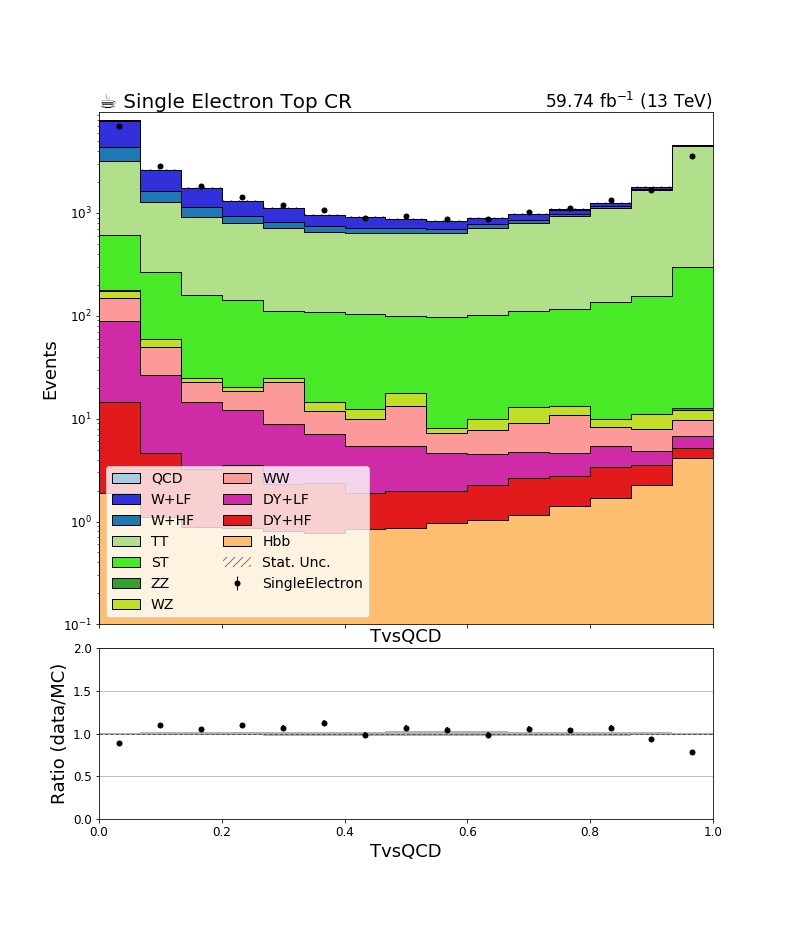 ☕ Single Electron Top CR 59.74 fb⁻¹ (13 TeV)
Events
10³
10²
10¹
10⁰
10⁻¹
QCD WW
W+LF DY+LF
W+HF DY+HF
TT Hbb
ST Stat. Unc.
ZZ SingleElectron
WZ
TvsQCD
Ratio (data/MC)
2.0
1.5
1.0
0.5
0.0
0.0 0.2 0.4 0.6 0.8 1.0
TvsQCD